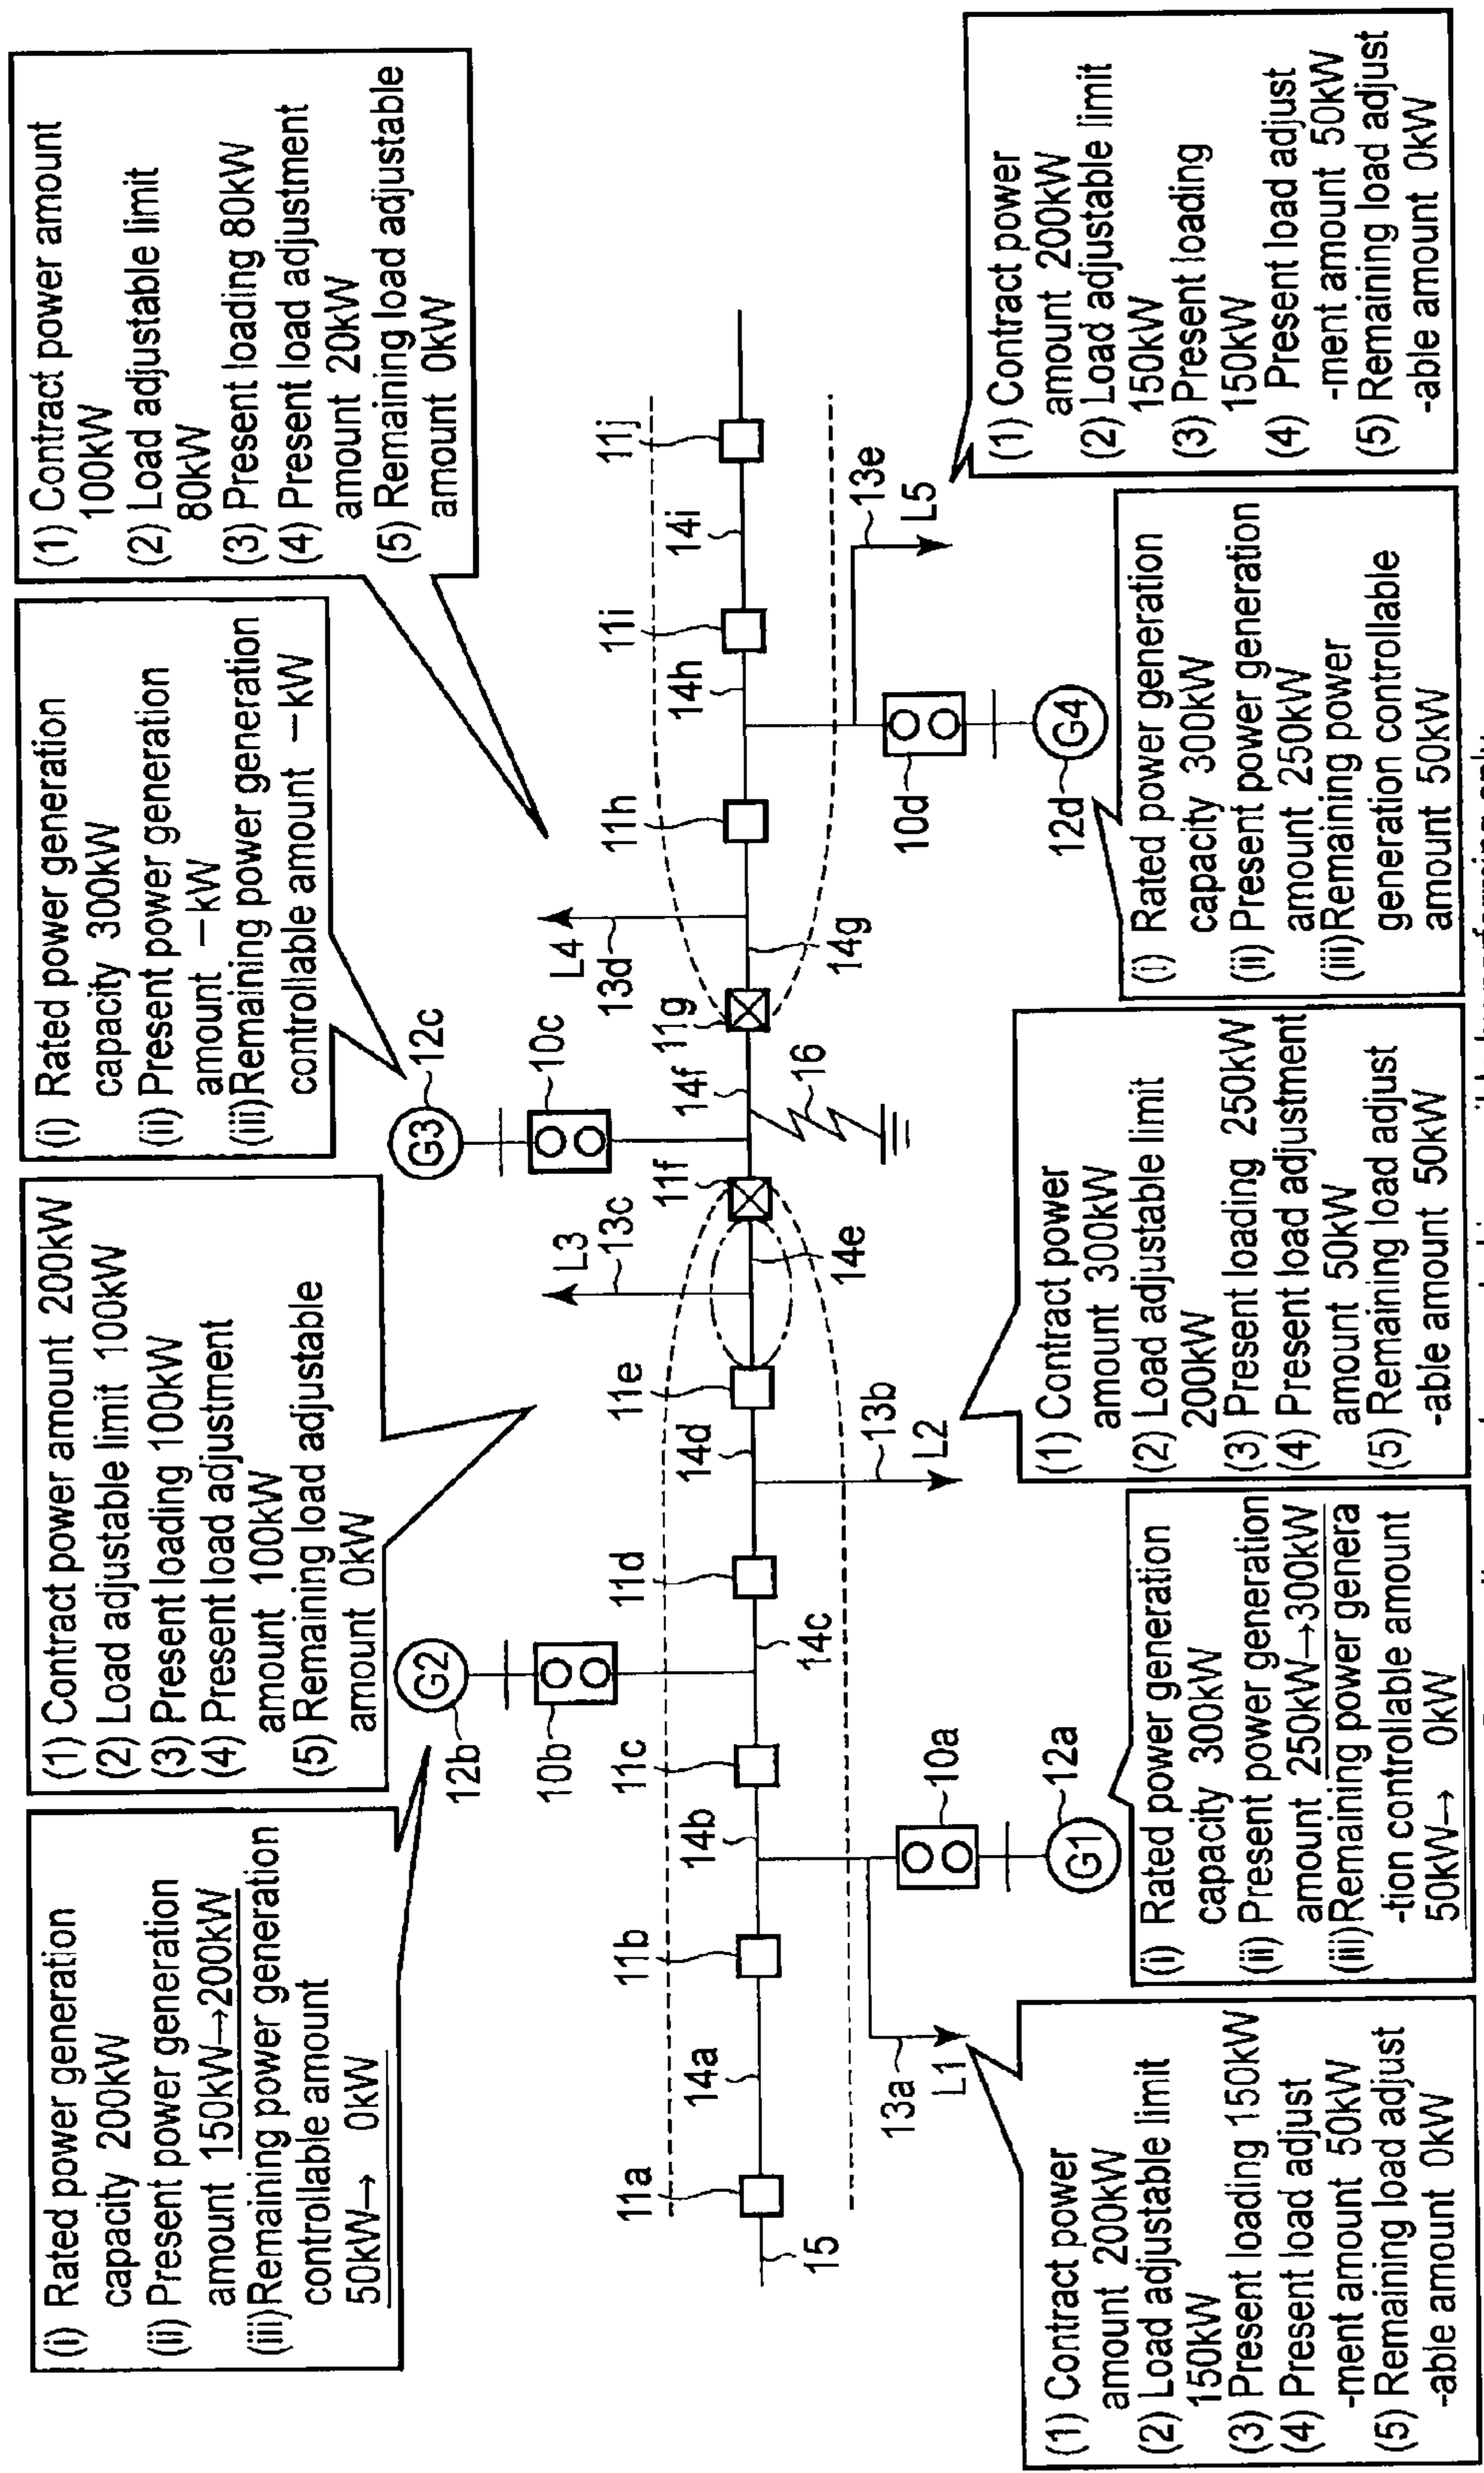 (i) Rated power generation
capacity 200kW
(ii) Present power generation
amount 150kW→200kW
(iii)Remaining power generation
controllable amount
50kW→ 0kW
(1) Contract power amount 200kW
(2) Load adjustable limit 100kW
(3) Present loading 100kW
(4) Present load adjustment
amount 100kW
(5) Remaining load adjustable
amount 0kW
(i) Rated power generation
capacity 300kW
(ii) Present power generation
amount —kW
(iii)Remaining power generation
controllable amount —kW
(1) Contract power amount
100kW
(2) Load adjustable limit
80kW
(3) Present loading 80kW
(4) Present load adjustment
amount 20kW
(5) Remaining load adjustable
amount 0kW
12b
G2
G3
12c
10b
10c
L3
13c
L4
13d
11a
14a
11b
14b
11c
11d
14d
11e
11f
14f
11g
11h
14h
11i
14i
11j
15
14c
14e
16
14g
13a
L1
10a
G1
12a
13b
L2
10d
G4
12d
13e
L5
(1) Contract power
amount 200kW
(2) Load adjustable limit
150kW
(3) Present loading 150kW
(4) Present load adjust
-ment amount 50kW
(5) Remaining load adjust
-able amount 0kW
(i) Rated power generation
capacity 300kW
(ii) Present power generation
amount 250kW→300kW
(iii)Remaining power genera
-tion controllable amount
50kW→ 0kW
(1) Contract power
amount 300kW
(2) Load adjustable limit
200kW
(3) Present loading 250kW
(4) Present load adjustment
amount 50kW
(5) Remaining load adjust
-able amount 50kW
(i) Rated power generation
capacity 300kW
(ii) Present power generation
amount 250kW
(iii)Remaining power
generation controllable
amount 50kW
(1) Contract power
amount 200kW
(2) Load adjustable limit
150kW
(3) Present loading
150kW
(4) Present load adjust
-ment amount 50kW
(5) Remaining load adjust
-able amount 0kW